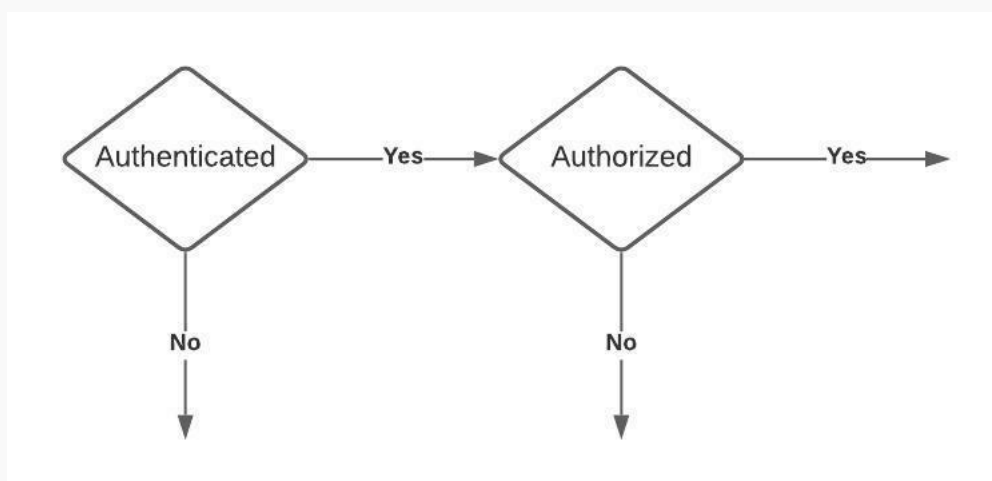 Authenticated
Yes
Authorized
Yes
No
No